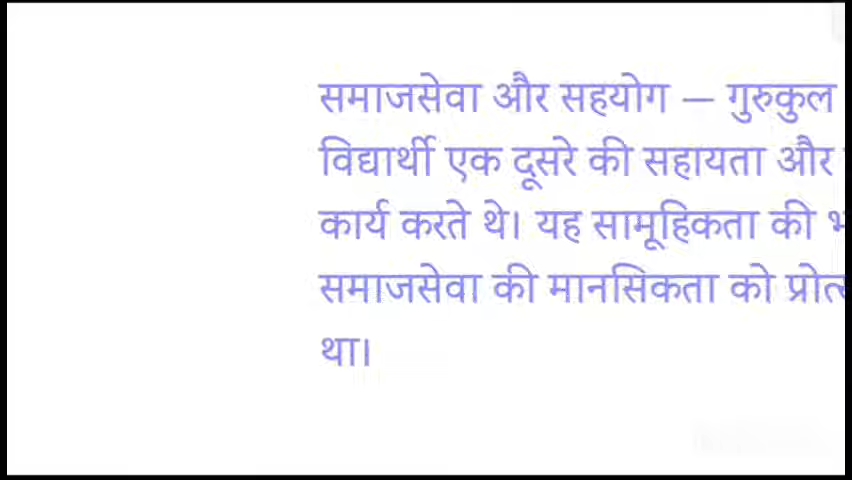 समाजसेवा और सहयोग — गुरुकुल
विद्यार्थी एक दूसरे की सहायता और
कार्य करते थे। यह सामूहिकता की
समाजसेवा की मानसिकता को
था।